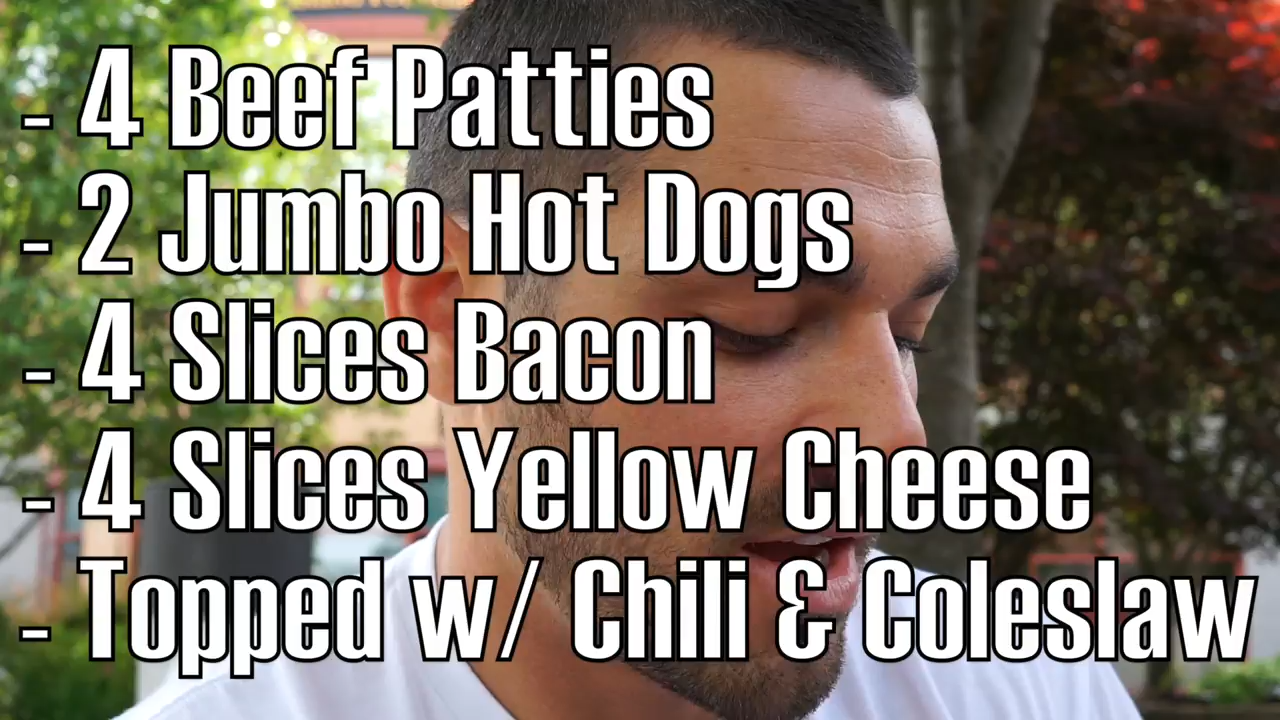 - 4 Beef Patties
- 2 Jumbo Hot Dogs
- 4 Slices Bacon
- 4 Slices Yellow Cheese
- Topped w/ Chili & Coleslaw